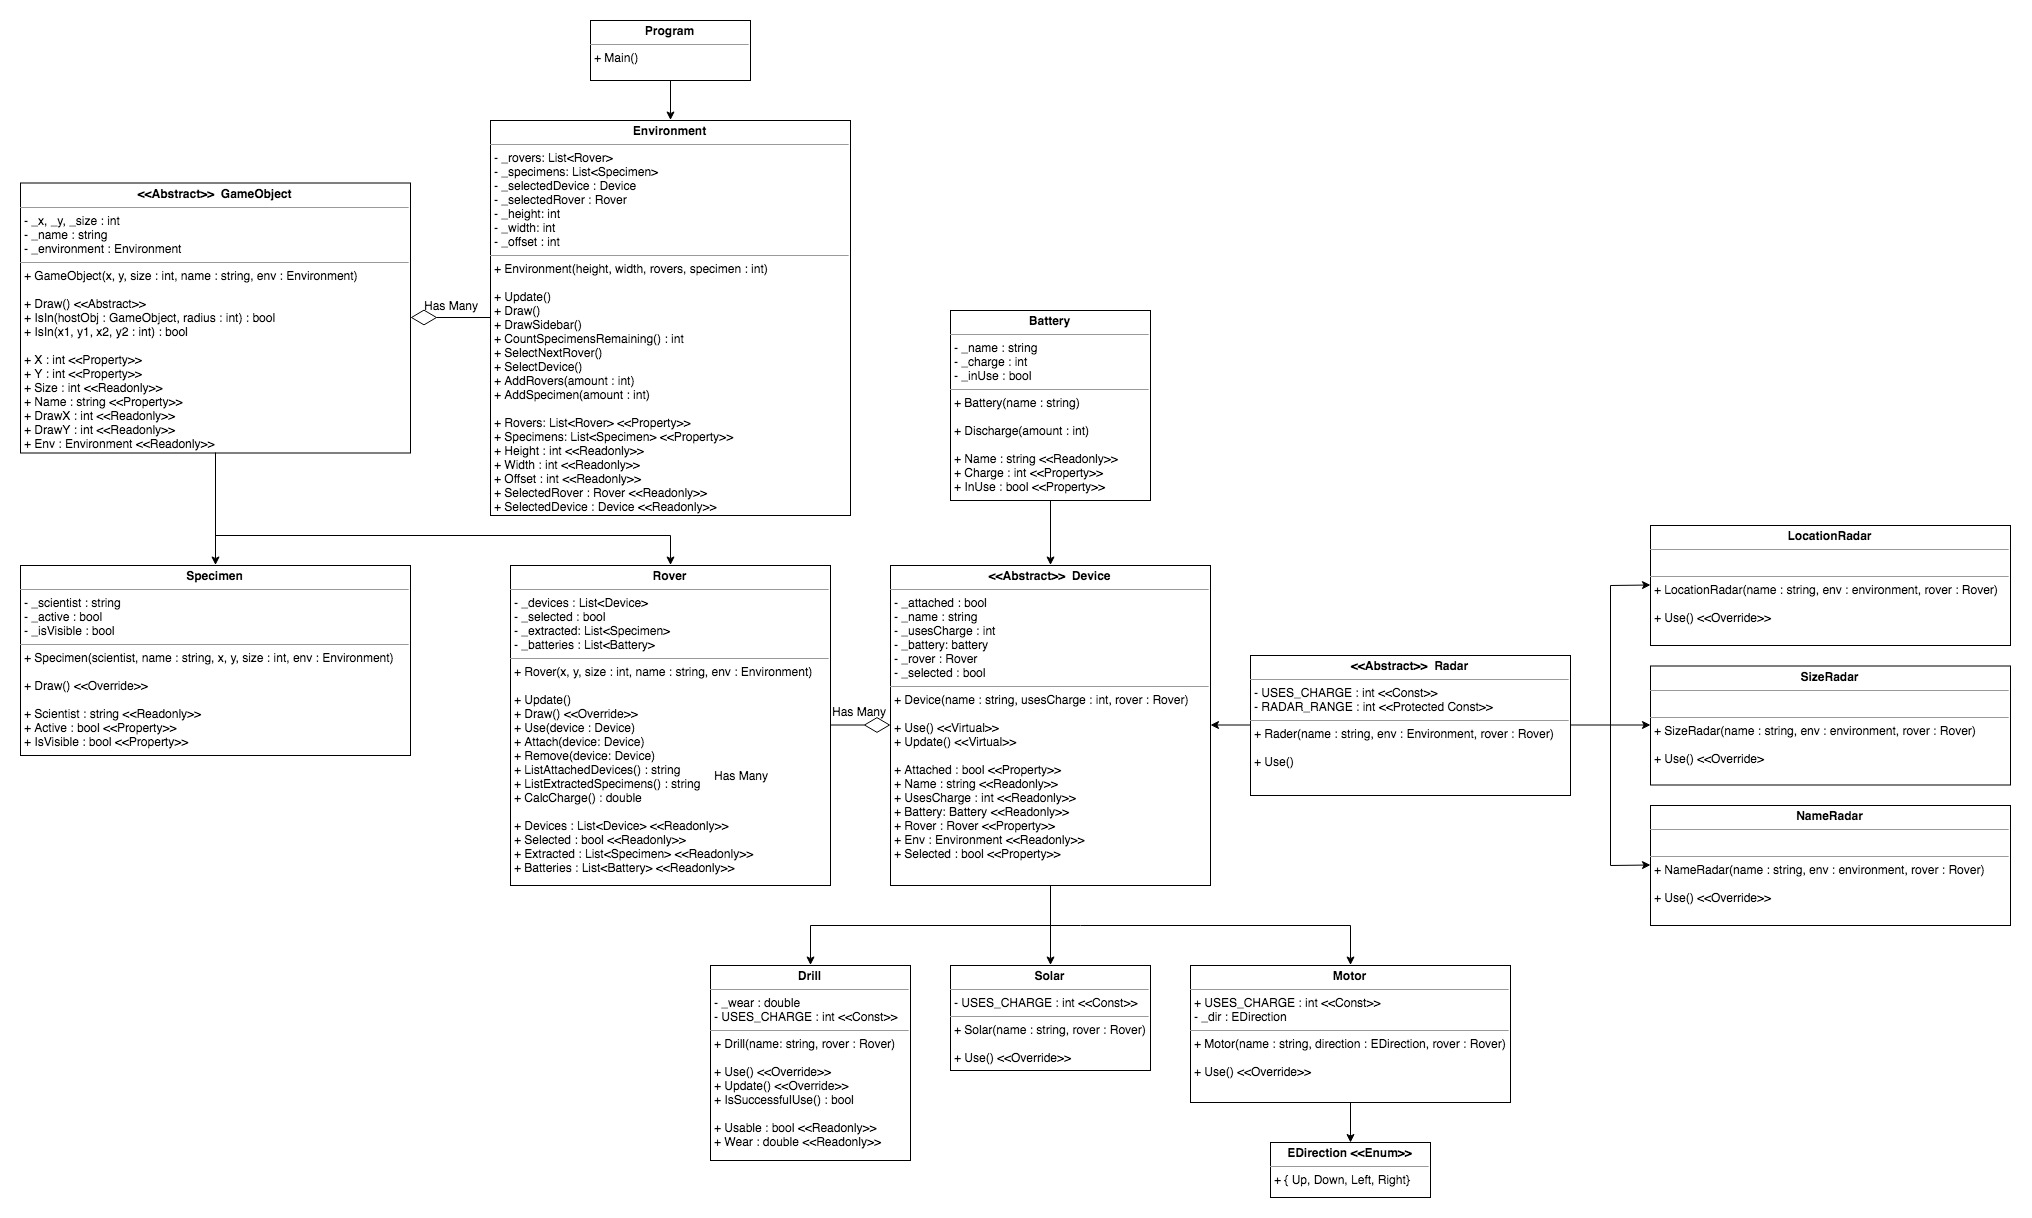 Program
+ Main()
Environment
- _rovers: List<Rover>
- _specimens: List<Specimen>
- _selectedDevice : Device
- _selectedRover : Rover
- _height: int
- _width: int
- _offset : int
+ Environment(height, width, rovers, specimen : int)
+ Update()
+ Draw()
+ DrawSidebar()
+ CountSpecimensRemaining() : int
+ SelectNextRover()
+ SelectDevice()
+ AddRovers(amount : int)
+ AddSpecimen(amount : int)
+ Rovers: List<Rover> <<Property>>
+ Specimens: List<Specimen> <<Property>>
+ Height : int <<Readonly>>
+ Width : int <<Readonly>>
+ Offset : int <<Readonly>>
+ SelectedRover : Rover <<Readonly>>
+ SelectedDevice : Device <<Readonly>>
<<Abstract>> GameObject
- _x, _y, _size : int
- _name : string
- _environment : Environment
+ GameObject(x, y, size : int, name : string, env : Environment)
+ Draw() <<Abstract>>
+ IsIn(hostObj : GameObject, radius : int) : bool
+ IsIn(x1, y1, x2, y2 : int) : bool
+ X : int <<Property>>
+ Y : int <<Property>>
+ Size : int <<Readonly>>
+ Name : string <<Property>>
+ DrawX : int <<Readonly>>
+ DrawY : int <<Readonly>>
+ Env : Environment <<Readonly>>
Has Many
Battery
- _name : string
- _charge : int
- _inUse : bool
+ Battery(name : string)
+ Discharge(amount : int)
+ Name : string <<Readonly>>
+ Charge : int <<Property>>
+ InUse : bool <<Property>>
Specimen
- _scientist : string
- _active : bool
- _isVisible : bool
+ Specimen(scientist, name : string, x, y, size : int, env : Environment)
+ Draw() <<Override>>
+ Scientist : string <<Readonly>>
+ Active : bool <<Property>>
+ IsVisible : bool <<Property>>
Rover
- _devices : List<Device>
- _selected : bool
- _extracted: List<Specimen>
- _batteries : List<Battery>
+ Rover(x, y, size : int, name : string, env : Environment)
+ Update()
+ Draw() <<Override>>
+ Use(device : Device)
+ Attach(device: Device)
+ Remove(device: Device)
+ ListAttachedDevices() : string
+ ListExtractedSpecimens() : string
+ CalcCharge() : double
Has Many
+ Devices : List<Device> <<Readonly>>
+ Selected : bool <<Readonly>>
+ Extracted : List<Specimen> <<Readonly>>
+ Batteries : List<Battery> <<Readonly>>
Has Many
<<Abstract>> Device
- _attached : bool
- _name : string
- _usesCharge : int
- _battery: battery
- _rover : Rover
- _selected : bool
+ Device(name : string, usesCharge : int, rover : Rover)
+ Use() <<Virtual>>
+ Update() <<Virtual>>
+ Attached : bool <<Property>>
+ Name : string <<Readonly>>
+ UsesCharge : int <<Readonly>>
+ Battery: Battery <<Readonly>>
+ Rover : Rover <<Property>>
+ Env : Environment <<Readonly>>
+ Selected : bool <<Property>>
<<Abstract>> Radar
- USES_CHARGE : int <<Const>>
- RADAR_RANGE : int <<Protected Const>>
+ Rader(name : string, env : Environment, rover : Rover)
+ Use()
LocationRadar
+ LocationRadar(name : string, env : environment, rover : Rover)
+ Use() <<Override>>
SizeRadar
+ SizeRadar(name : string, env : environment, rover : Rover)
+ Use() <<Override>
NameRadar
+ NameRadar(name : string, env : environment, rover : Rover)
+ Use() <<Override>>
Drill
- _wear : double
- USES_CHARGE : int <<Const>>
+ Drill(name: string, rover : Rover)
+ Use() <<Override>>
+ Update() <<Override>>
+ IsSuccessfulUse() : bool
+ Usable : bool <<Readonly>>
+ Wear : double <<Readonly>>
Solar
- USES_CHARGE : int <<Const>>
+ Solar(name : string, rover : Rover)
+ Use() <<Override>>
Motor
+ USES_CHARGE : int <<Const>>
- _dir : EDirection
+ Motor(name : string, direction : EDirection, rover : Rover)
+ Use() <<Override>>
EDirection <<Enum>>
+ { Up, Down, Left, Right}